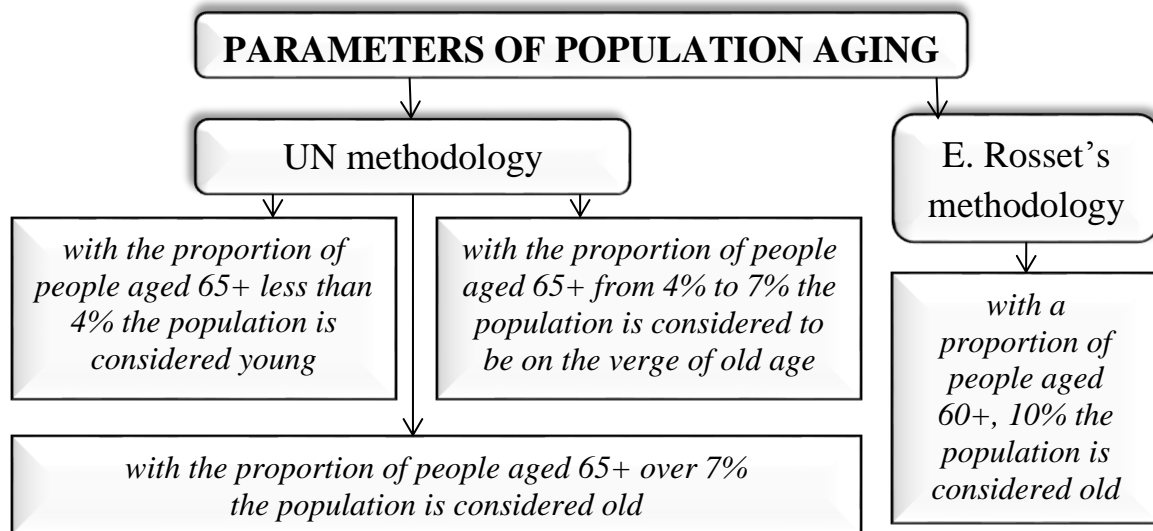 PARAMETERS OF POPULATION AGING
UN methodology
E. Rosset’s
methodology
with the proportion of
people aged 65+ less than
4% the population is
considered young
with the proportion of people
aged 65+ from 4% to 7% the
population is considered to
be on the verge of old age
with a
proportion of
people aged
60+, 10% the
population is
considered old
with the proportion of people aged 65+ over 7%
the population is considered old